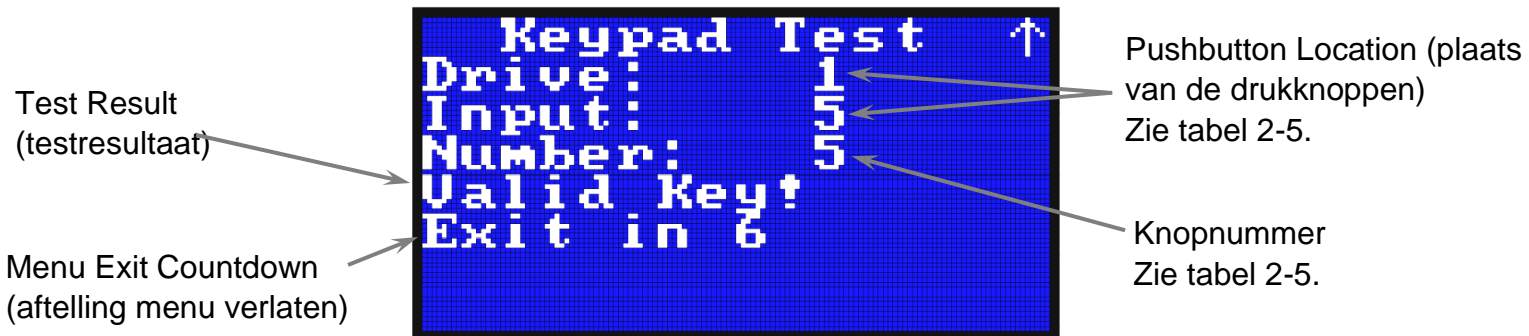 Keypad Test ↑
Drive: 1
Input: 5
Number: 5
Valid Key!
Exit in 6
Test Result
(testresultaat)
Menu Exit Countdown
(aftelling menu verlaten)
Pushbutton Location (plaats
van de drukknoppen)
Zie tabel 2-5.
Knopnummer
Zie tabel 2-5.